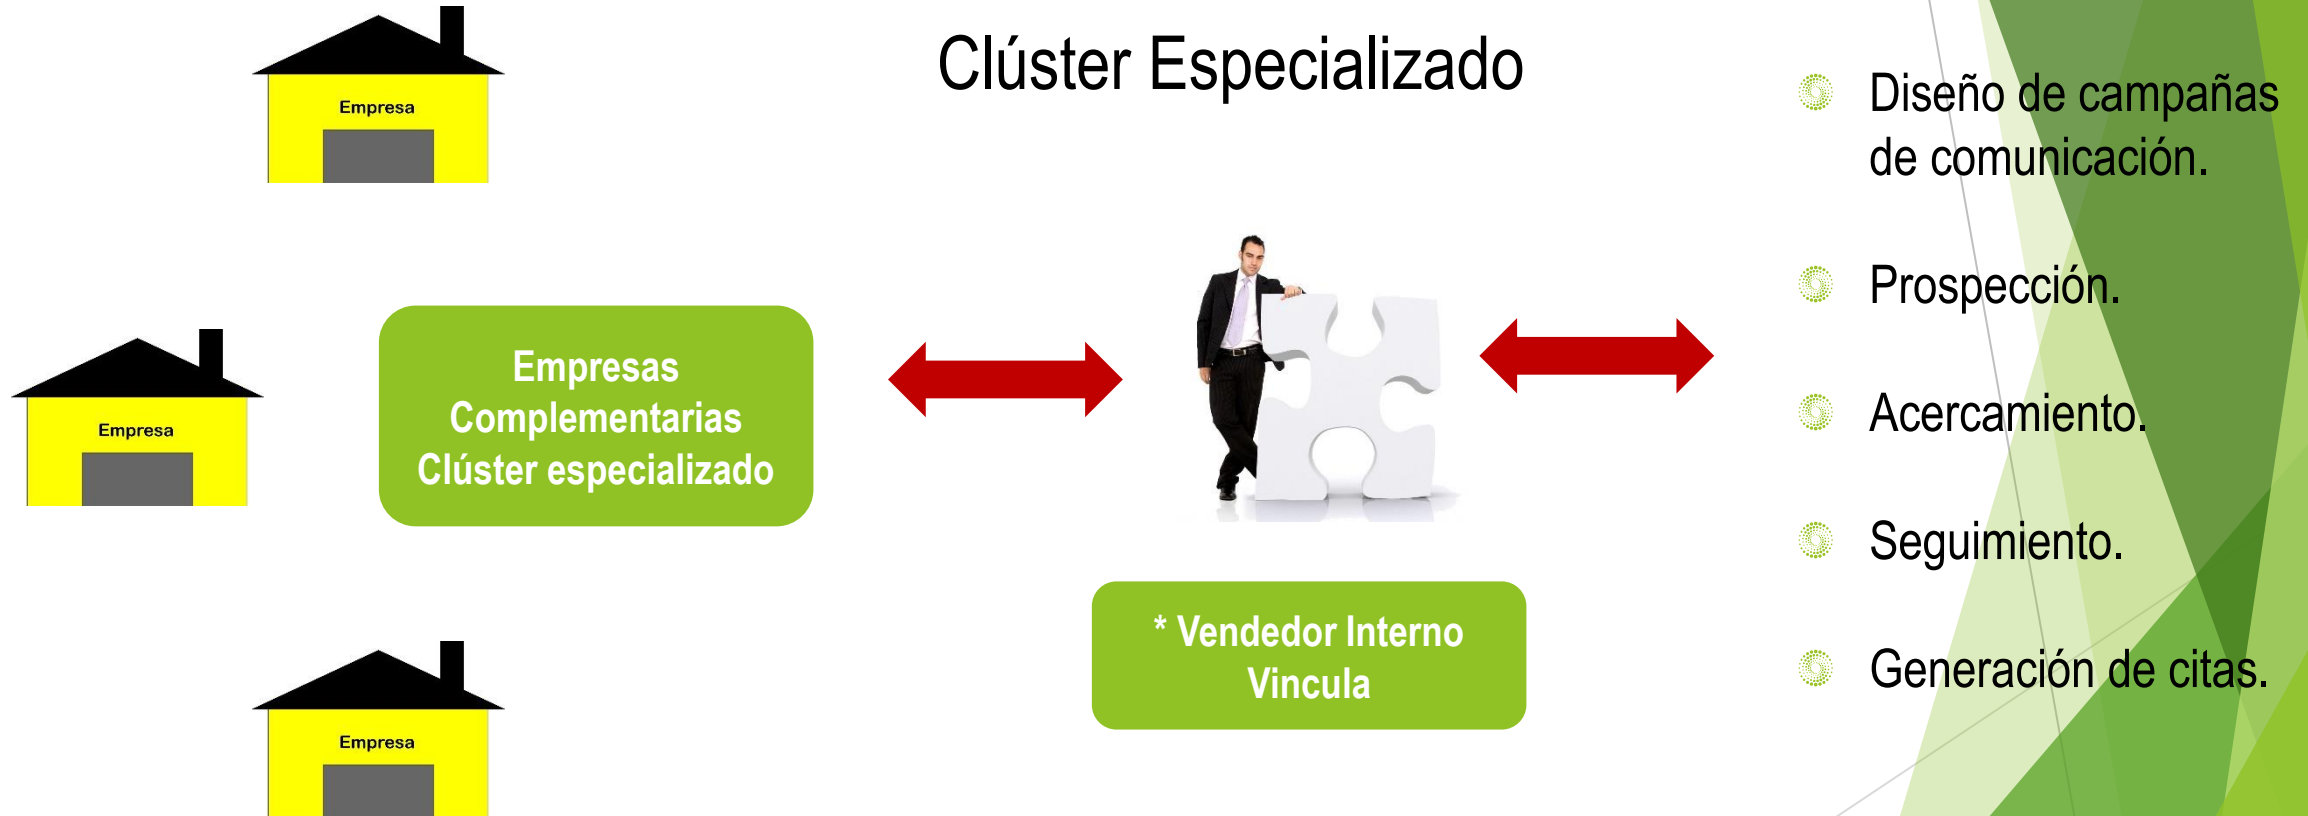 Clúster Especializado
Empresa
Empresa
Empresa
Empresas
Complementarias
Clúster especializado
* Vendedor Interno
Vincula
Diseño de campañas
de comunicación.
Prospección.
Acercamiento.
Seguimiento.
Generación de citas.